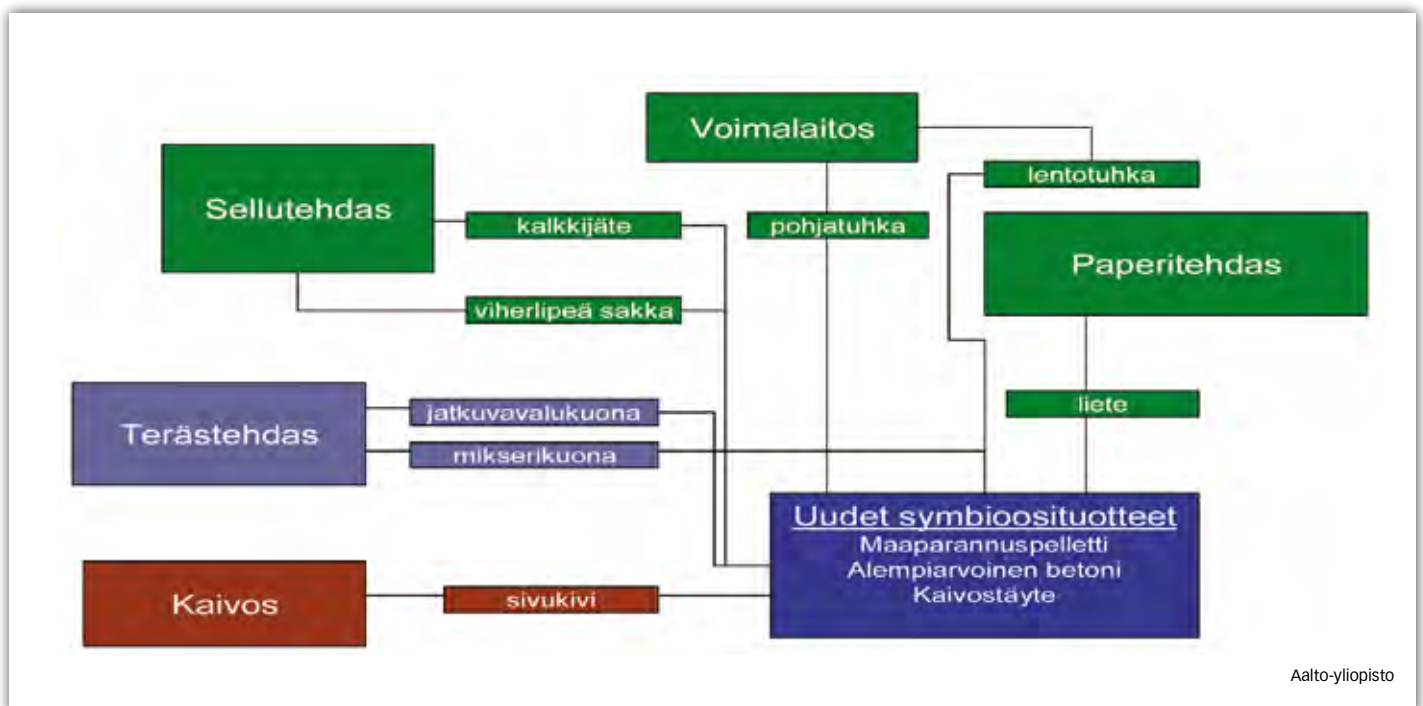 Voimalaitos
lentotuhka
Sellutehdas
kalkkijäte
pohjatuhka
Paperitehdas
viherlipeä sakka
Terästehdas
jatkuvavalukuona
liete
mikserikuona
Uudet symbioosituotteet
Maaparannuspelletti
Alempiarvoinen betoni
Kaivostäyte
Kaivos
sivukivi
Aalto-yliopisto